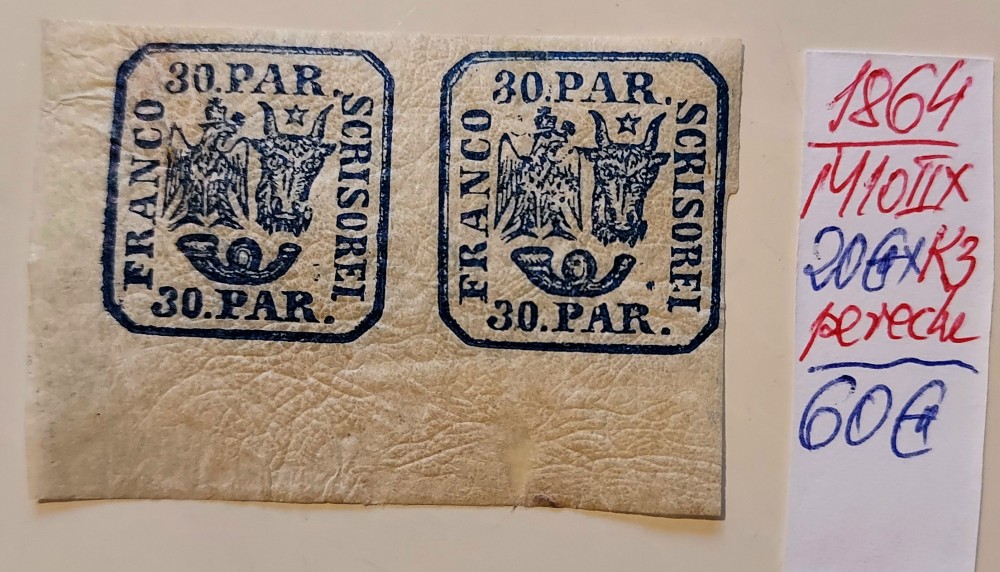 30.PAR.
FRANCO
SCRISOREI
30.PAR.
30.PAR.
FRANCO
SCRISOREI
30.PAR.
1864
M10IIx
20€xK3
pereche
60€